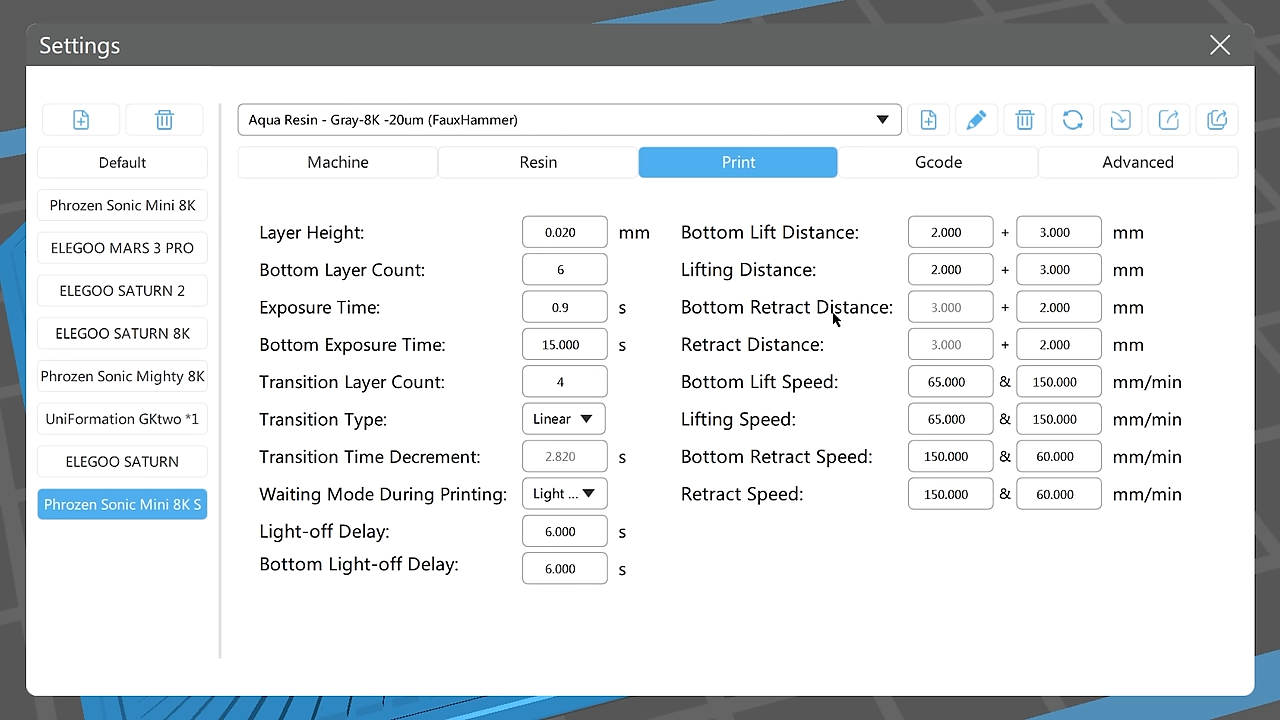 Settings
Aqua Resin - Gray-8K -20um (FauxHammer)
Default
Phrozen Sonic Mini 8K
ELEGOO MARS 3 PRO
ELEGOO SATURN 2
ELEGOO SATURN 8K
Phrozen Sonic Mighty 8K
UniFormation GKtwo *1
ELEGOO SATURN
Phrozen Sonic Mini 8K S
Machine Resin Print Gcode Advanced
Layer Height: 0.020 mm
Bottom Layer Count: 6
Exposure Time: 0.9 s
Bottom Exposure Time: 15.000 s
Transition Layer Count: 4
Transition Type: Linear
Transition Time Decrement: 2.820 s
Waiting Mode During Printing: Light ...
Light-off Delay: 6.000 s
Bottom Light-off Delay: 6.000 s
Bottom Lift Distance: 2.000 + 3.000 mm
Lifting Distance: 2.000 + 3.000 mm
Bottom Retract Distance: 3.000 + 2.000 mm
Retract Distance: 3.000 + 2.000 mm
Bottom Lift Speed: 65.000 & 150.000 mm/min
Lifting Speed: 65.000 & 150.000 mm/min
Bottom Retract Speed: 150.000 & 60.000 mm/min
Retract Speed: 150.000 & 60.000 mm/min